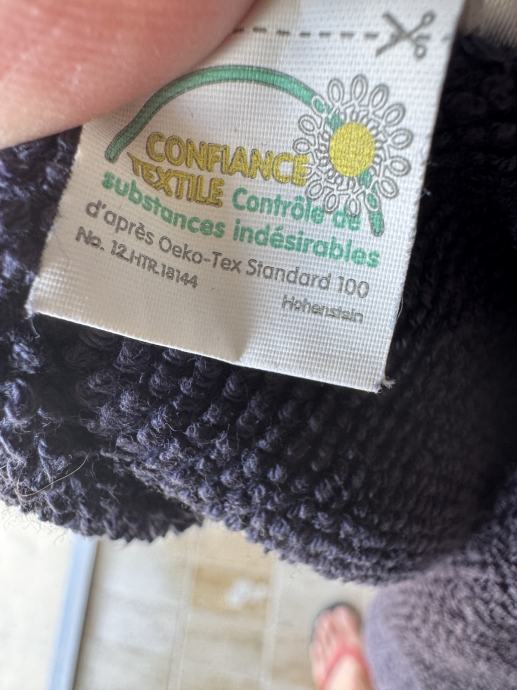 CONFIANCE
TEXTILE Contrôle de
substances indésirables
d'après Oeko-Tex Standard 100
No. 12.HTR.18144
Hohenstein